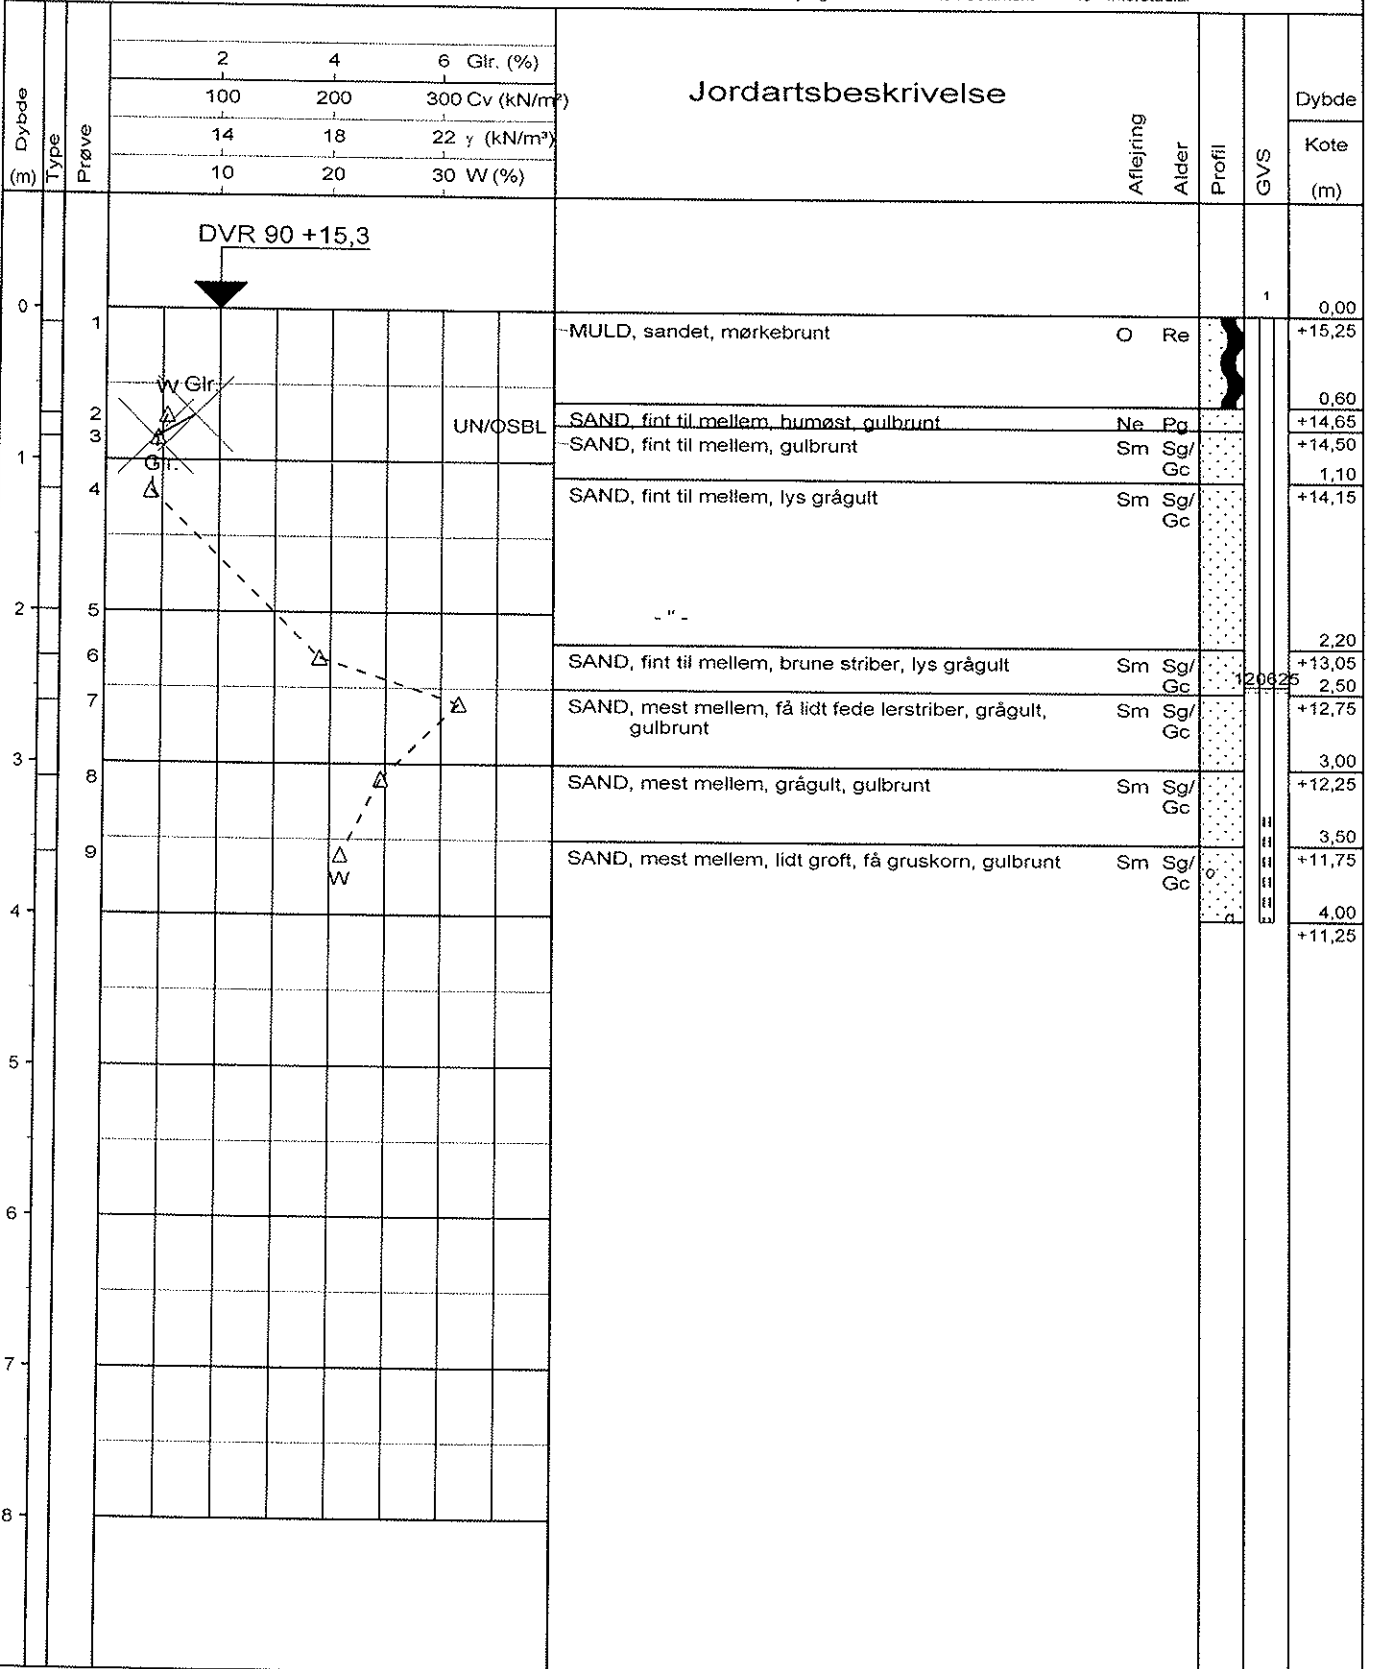 2 4 6 Glr. (%)
100 200 300 Cv (kN/m²)
14 18 22 γ (kN/m³)
10 20 30 W (%)
Dybde
(m)
Type
Prøve
Jordartsbeskrivelse
Aflejring
Alder
Profil
GVS
Dybde
Kote
(m)
DVR 90 +15,3
0
1
1
0,00
MULD, sandet, mørkebrunt O Re
+15,25
W Glr.
0,60
2
UN/OSBL
SAND, fint til mellem, humøst, gulbrunt Ne Pg
+14,65
3
SAND, fint til mellem, gulbrunt Sm Sg/
Gc
+14,50
1
Glr.
1,10
4
SAND, fint til mellem, lys grågult Sm Sg/
Gc
+14,15
2
5
- " -
2,20
6
SAND, fint til mellem, brune striber, lys grågult Sm Sg/
Gc
+13,05
120625
2,50
7
SAND, mest mellem, få lidt fede lerstriber, grågult,
gulbrunt
Sm Sg/
Gc
+12,75
3
3,00
8
SAND, mest mellem, grågult, gulbrunt Sm Sg/
Gc
+12,25
3,50
9
SAND, mest mellem, lidt groft, få gruskorn, gulbrunt Sm Sg/
Gc
+11,75
W
4
4,00
+11,25
5
6
7
8